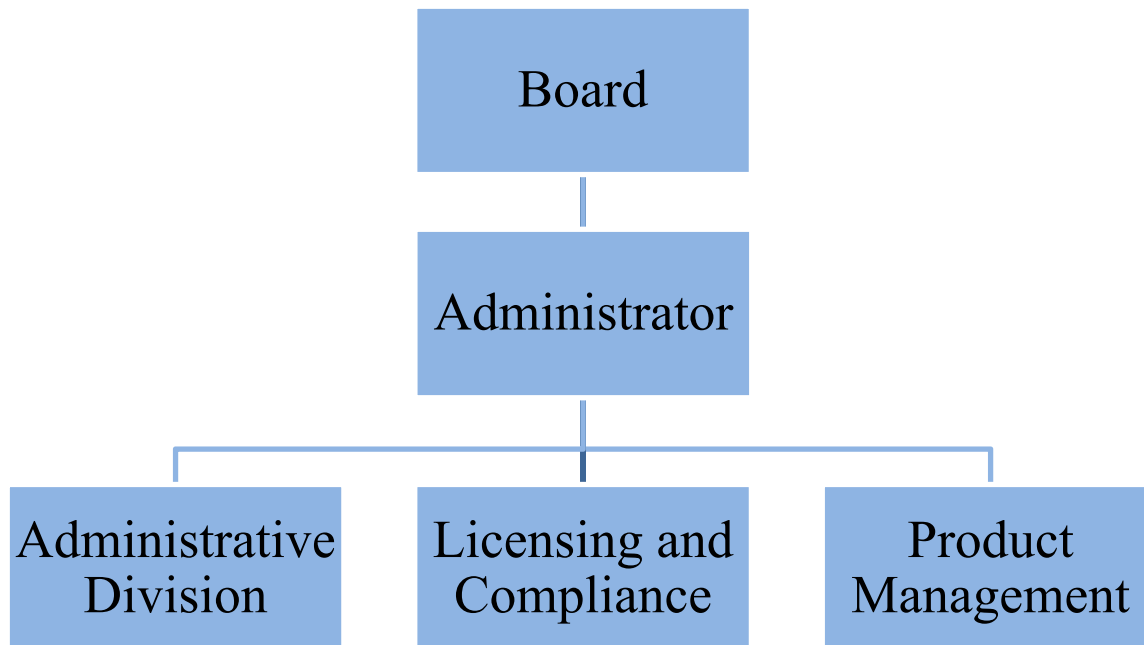 Board
Administrator
Administrative
Division
Licensing and
Compliance
Product
Management